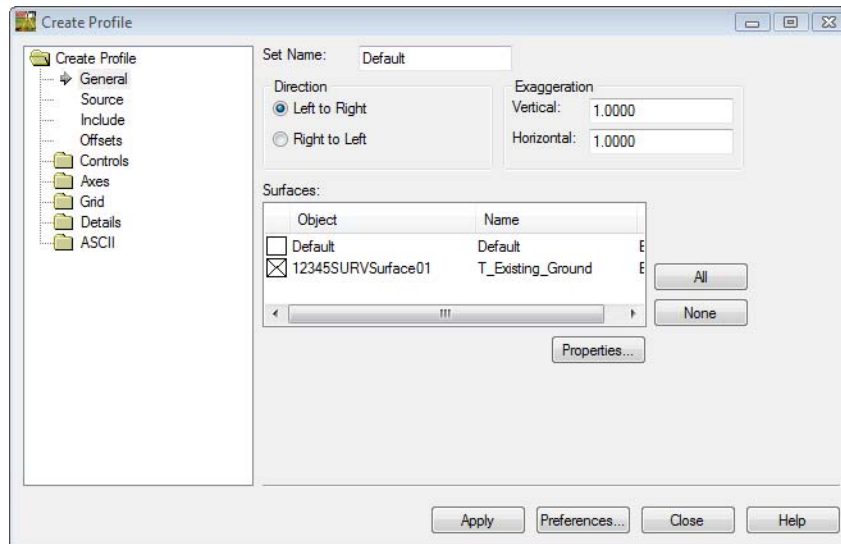 Create Profile
Create Profile
General
Source
Include
Offsets
Controls
Axes
Grid
Details
ASCII
Set Name: Default
Direction
Left to Right
Right to Left
Exaggeration
Vertical: 1.0000
Horizontal: 1.0000
Surfaces:
Object Name
Default Default E
12345SURVSurface01 T_Existing_Ground E
All
None
Properties...
Apply Preferences... Close Help